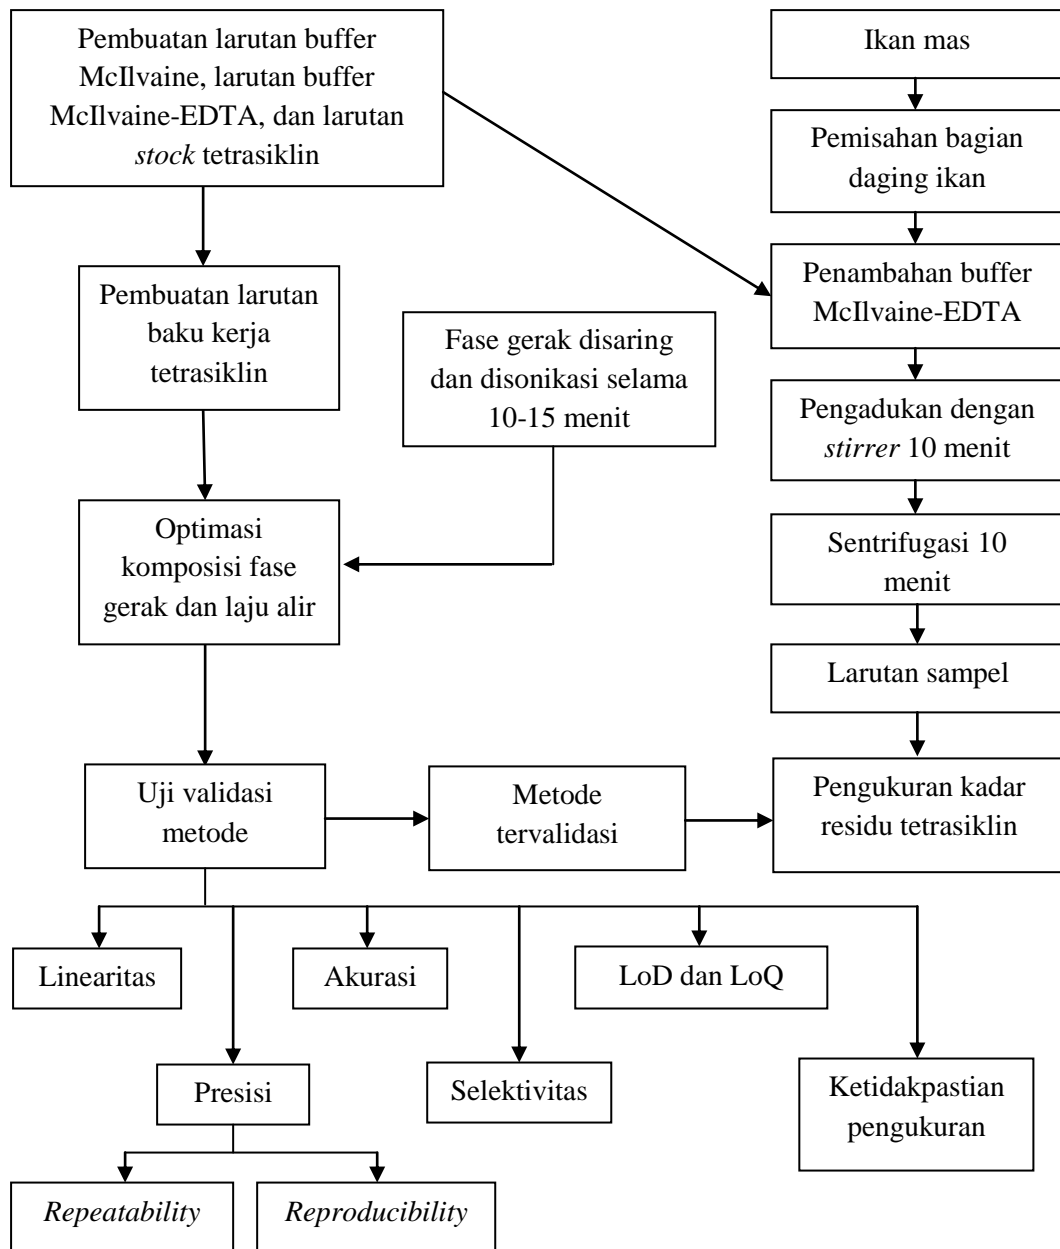 Pembuatan larutan buffer
McIlvaine, larutan buffer
McIlvaine-EDTA, dan larutan
stock tetrasiklin
Ikan mas
Pemisahan bagian
daging ikan
Penambahan buffer
McIlvaine-EDTA
Pembuatan larutan
baku kerja
tetrasiklin
Fase gerak disaring
dan disonikasi selama
10-15 menit
Pengadukan dengan
stirrer 10 menit
Optimasi
komposisi fase
gerak dan laju alir
Sentrifugasi 10
menit
Larutan sampel
Uji validasi
metode
Metode
tervalidasi
Pengukuran kadar
residu tetrasiklin
Linearitas
Akurasi
LoD dan LoQ
Presisi
Selektivitas
Ketidakpastian
pengukuran
Repeatability
Reproducibility